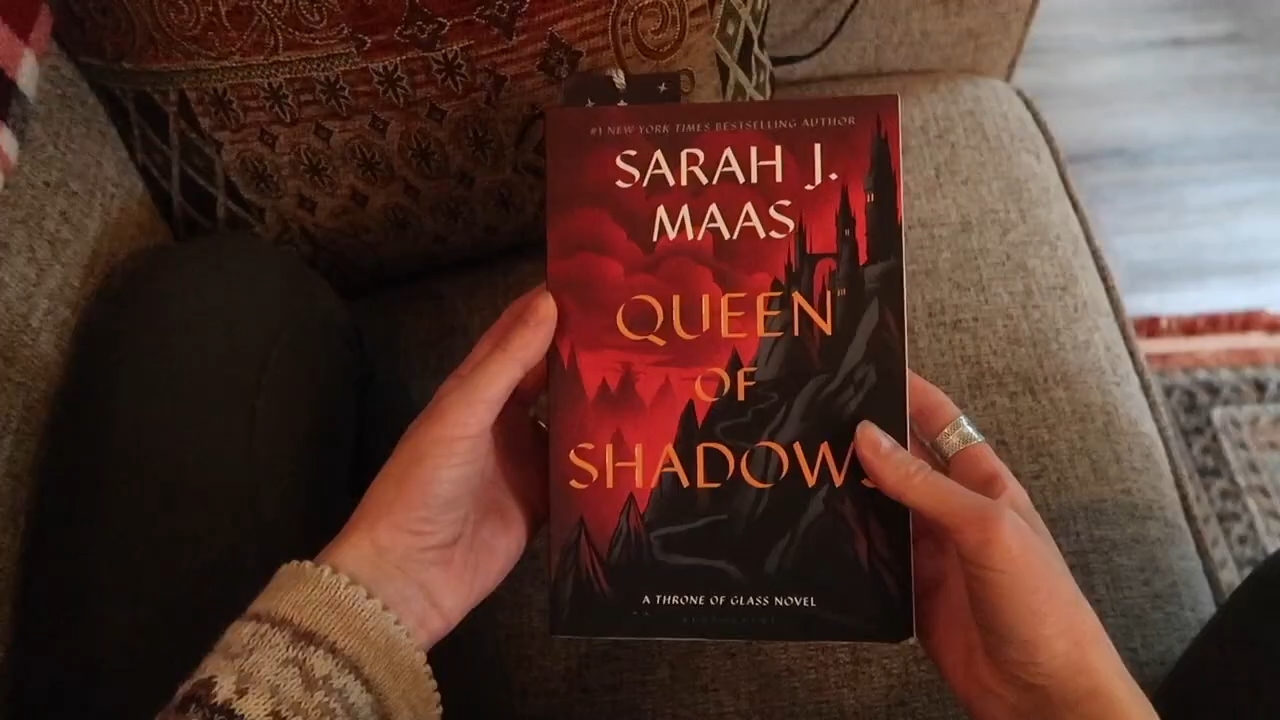 #1 NEW YORK TIMES BESTSELLING AUTHOR
SARAH J.
MAAS
QUEEN
OF
SHADOWS
A THRONE OF GLASS NOVEL